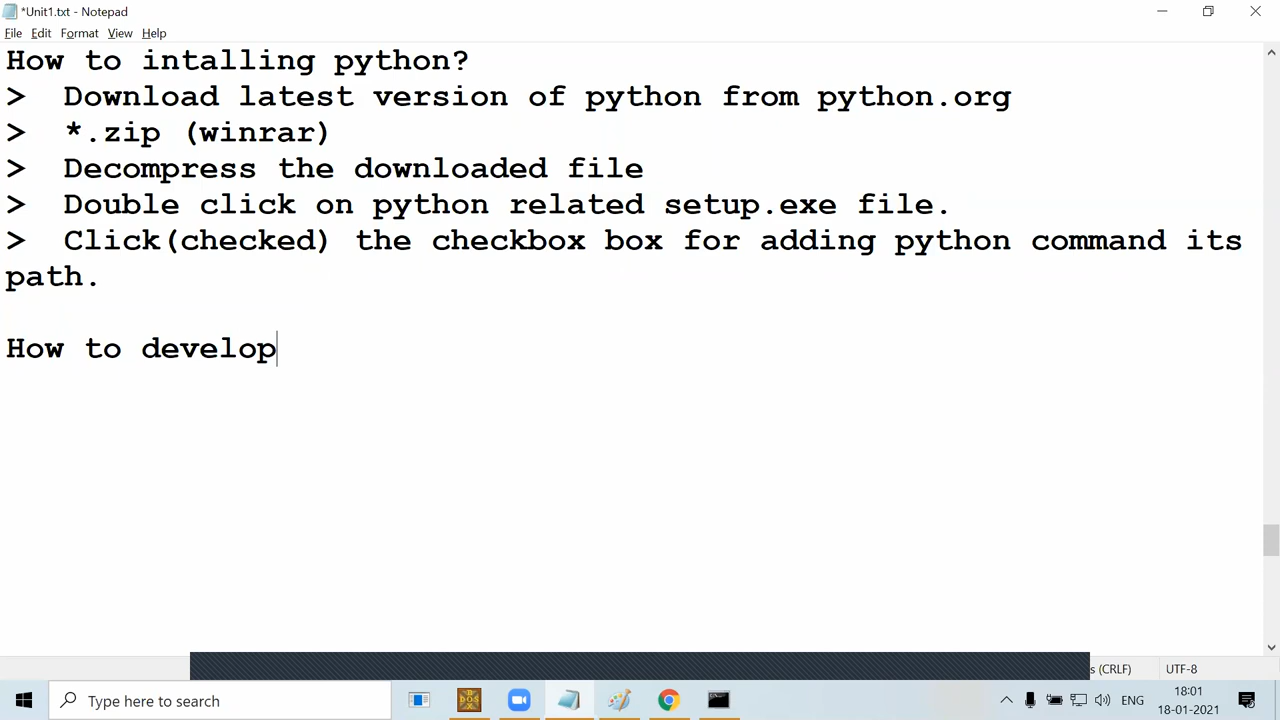 *Unit1.txt - Notepad
File Edit Format View Help
How to intalling python?
> Download latest version of python from python.org
> *.zip (winrar)
> Decompress the downloaded file
> Double click on python related setup.exe file.
> Click(checked) the checkbox box for adding python command its
path.
How to develop
s (CRLF) UTF-8
Type here to search
ENG
18:01
18-01-2021